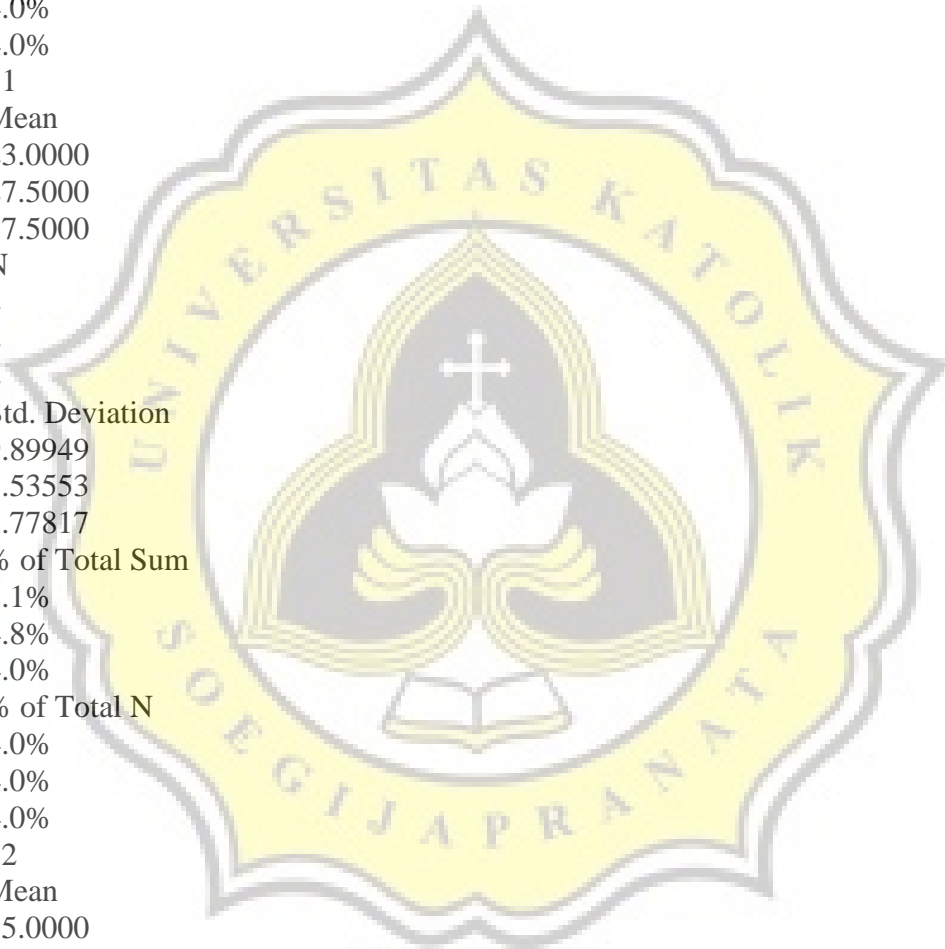 .0%
.0%
1
Mean
3.0000
7.5000
7.5000
N
Std. Deviation
.89949
.53553
.77817
% of Total Sum
.1%
.8%
.0%
% of Total N
.0%
.0%
.0%
2
Mean
5.0000
UNIVERSITAS KATOLIK
SOEGIJAPRANATA